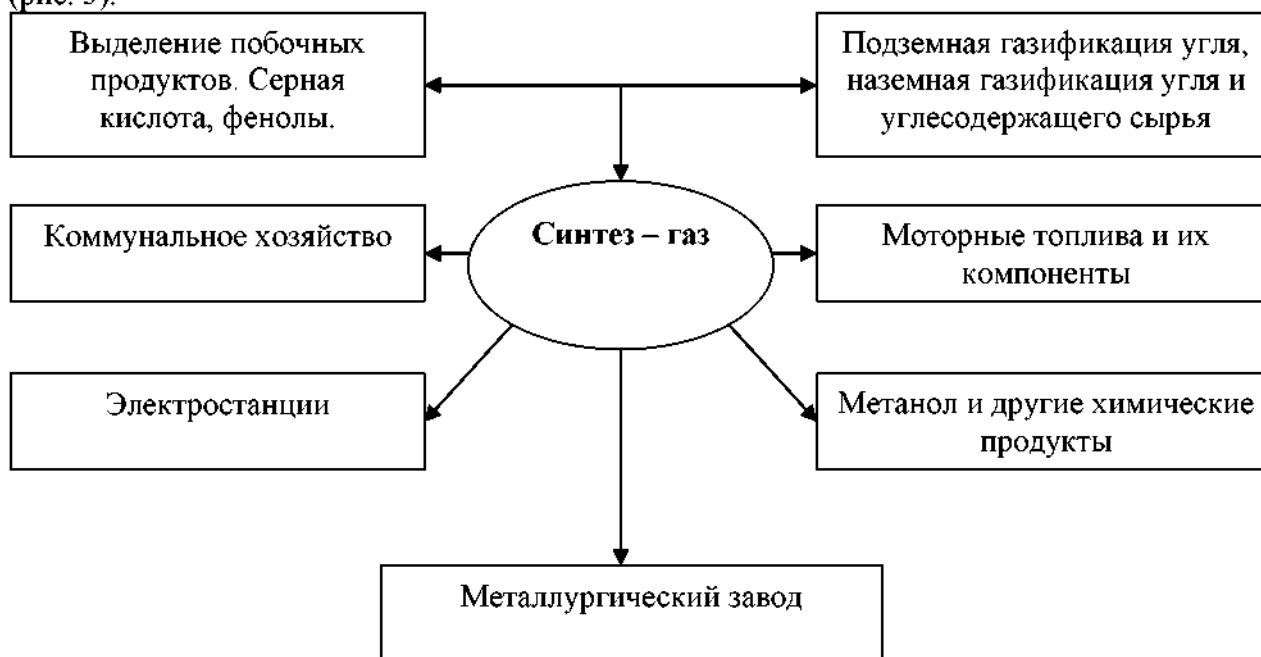 (рис. 3).
Выделение побочных
продуктов. Серная
кислота, фенолы.
Подземная газификация угля,
наземная газификация угля и
углесодержащего сырья
Синтез – газ
Коммунальное хозяйство
Моторные топлива и их
компоненты
Электростанции
Метанол и другие химические
продукты
Металлургический завод